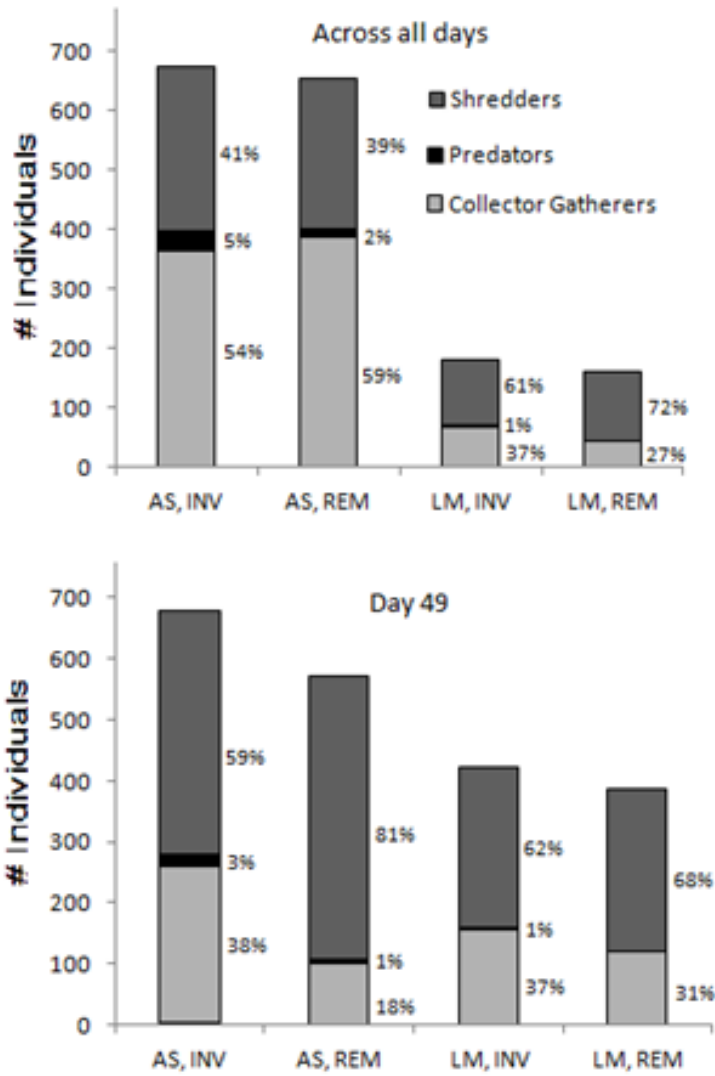 Across all days
# Individuals
700
600
500
400
300
200
100
0
Shredders
Predators
Collector Gatherers
41%
5%
54%
39%
2%
59%
61%
1%
37%
72%
27%
AS, INV
AS, REM
LM, INV
LM, REM
Day 49
# Individuals
700
600
500
400
300
200
100
0
59%
3%
38%
81%
1%
18%
62%
1%
37%
68%
31%
AS, INV
AS, REM
LM, INV
LM, REM